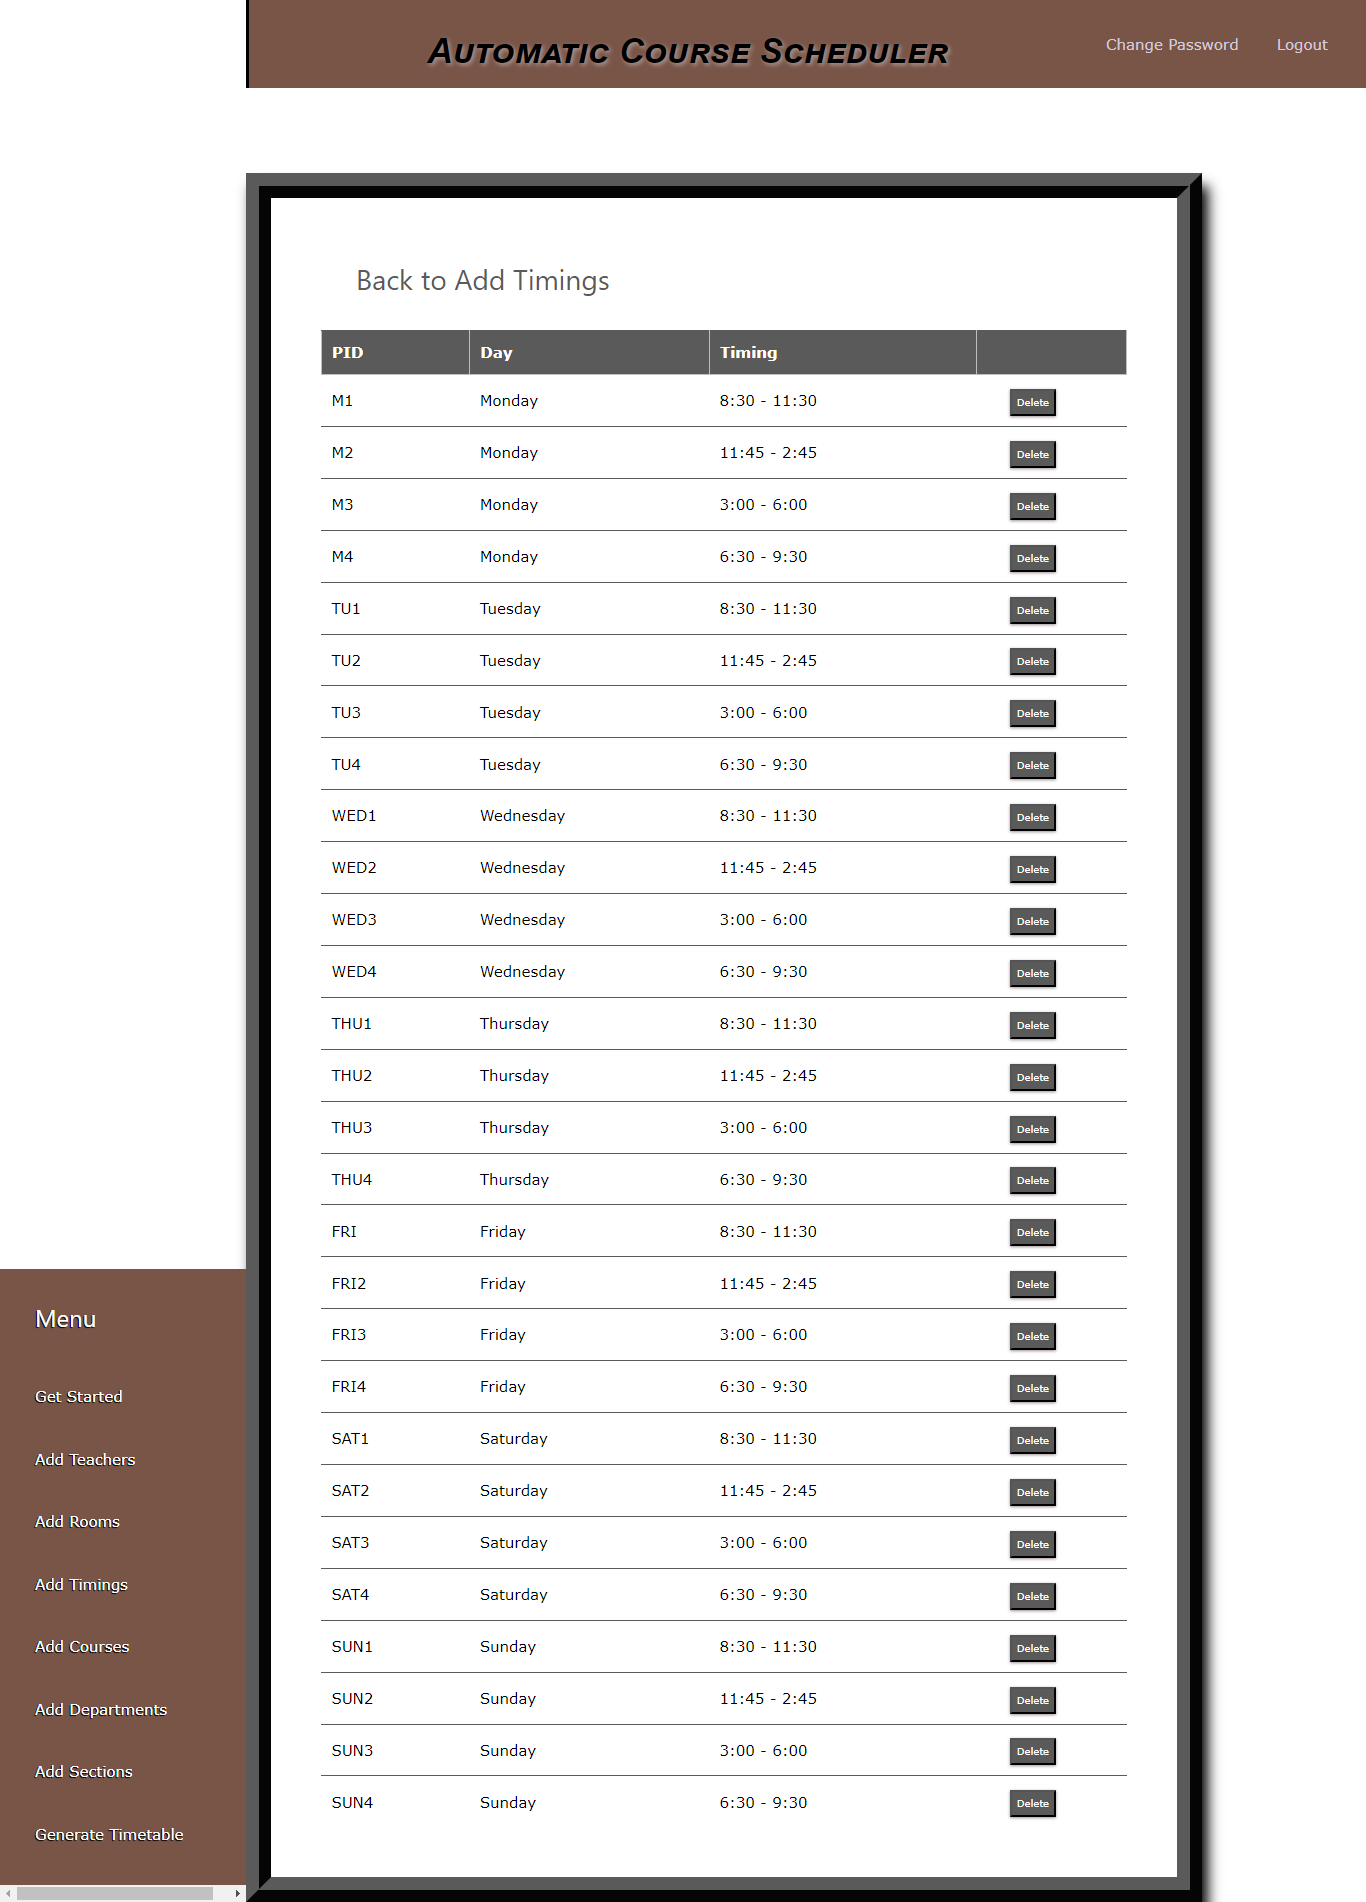 Automatic Course Scheduler
Change Password Logout
Back to Add Timings
PID Day Timing
M1 Monday 8:30 - 11:30 Delete
M2 Monday 11:45 - 2:45 Delete
M3 Monday 3:00 - 6:00 Delete
M4 Monday 6:30 - 9:30 Delete
TU1 Tuesday 8:30 - 11:30 Delete
TU2 Tuesday 11:45 - 2:45 Delete
TU3 Tuesday 3:00 - 6:00 Delete
TU4 Tuesday 6:30 - 9:30 Delete
WED1 Wednesday 8:30 - 11:30 Delete
WED2 Wednesday 11:45 - 2:45 Delete
WED3 Wednesday 3:00 - 6:00 Delete
WED4 Wednesday 6:30 - 9:30 Delete
THU1 Thursday 8:30 - 11:30 Delete
THU2 Thursday 11:45 - 2:45 Delete
THU3 Thursday 3:00 - 6:00 Delete
THU4 Thursday 6:30 - 9:30 Delete
FRI Friday 8:30 - 11:30 Delete
FRI2 Friday 11:45 - 2:45 Delete
FRI3 Friday 3:00 - 6:00 Delete
FRI4 Friday 6:30 - 9:30 Delete
SAT1 Saturday 8:30 - 11:30 Delete
SAT2 Saturday 11:45 - 2:45 Delete
SAT3 Saturday 3:00 - 6:00 Delete
SAT4 Saturday 6:30 - 9:30 Delete
SUN1 Sunday 8:30 - 11:30 Delete
SUN2 Sunday 11:45 - 2:45 Delete
SUN3 Sunday 3:00 - 6:00 Delete
SUN4 Sunday 6:30 - 9:30 Delete
Menu
Get Started
Add Teachers
Add Rooms
Add Timings
Add Courses
Add Departments
Add Sections
Generate Timetable